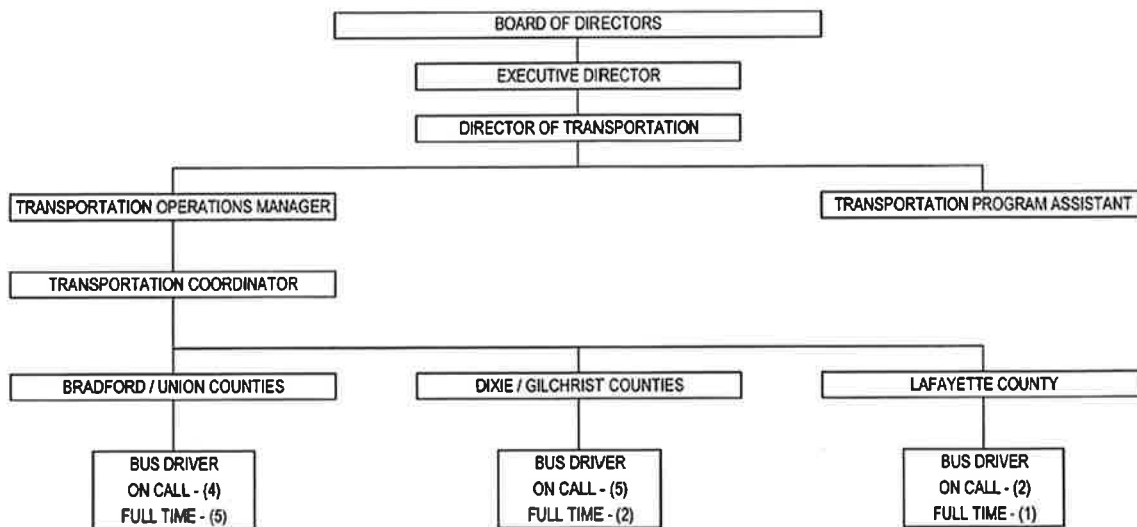 BOARD OF DIRECTORS
EXECUTIVE DIRECTOR
DIRECTOR OF TRANSPORTATION
TRANSPORTATION OPERATIONS MANAGER
TRANSPORTATION PROGRAM ASSISTANT
TRANSPORTATION COORDINATOR
BRADFORD / UNION COUNTIES
DIXIE / GILCHRIST COUNTIES
LAFAYETTE COUNTY
BUS DRIVER
ON CALL - (4)
FULL TIME - (5)
BUS DRIVER
ON CALL - (5)
FULL TIME - (2)
BUS DRIVER
ON CALL - (2)
FULL TIME - (1)